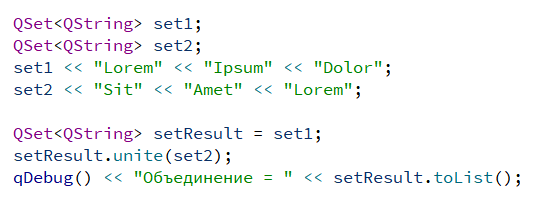 QSet<QString> set1;
QSet<QString> set2;
set1 << "Lorem" << "Ipsum" << "Dolor";
set2 << "Sit" << "Amet" << "Lorem";
QSet<QString> setResult = set1;
setResult.unite(set2);
qDebug() << "Объединение = " << setResult.toList();